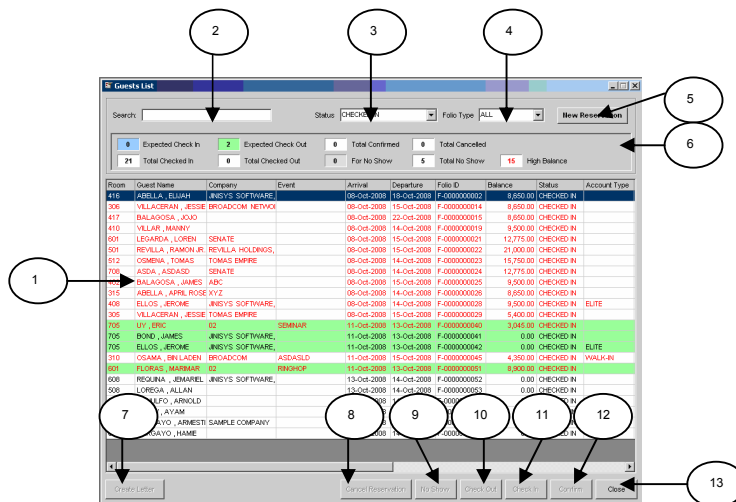 2
3
4
Guests List
Search:
Status CHECKED IN
Folio Type ALL
New Reservation
5
0 Expected Check In
2 Expected Check Out
0 Total Confirmed
0 Total Cancelled
6
21 Total Checked In
0 Total Checked Out
0 For No Show
5 Total No Show
15 High Balance
Room Guest Name Company Event Arrival Departure Folio ID Balance Status Account Type
416 ABELLA , ELIJAH JINISYS SOFTWARE, 08-Oct-2008 18-Oct-2008 F-0000000002 8,650.00 CHECKED IN
306 VILLACERAN , JESSIE BROADCOM NETWOI 08-Oct-2008 15-Oct-2008 F-0000000014 8,650.00 CHECKED IN
417 BALAGOSA , JOJO 08-Oct-2008 22-Oct-2008 F-0000000015 8,650.00 CHECKED IN
410 VILLAR , MANNY 08-Oct-2008 14-Oct-2008 F-0000000019 9,500.00 CHECKED IN
601 LEGARDA , LOREN SENATE 08-Oct-2008 15-Oct-2008 F-0000000021 12,775.00 CHECKED IN
501 REVILLA , RAMON JR. REVILLA HOLDINGS, 08-Oct-2008 15-Oct-2008 F-0000000022 21,000.00 CHECKED IN
512 OSMENA , TOMAS TOMAS EMPIRE 08-Oct-2008 14-Oct-2008 F-0000000023 15,750.00 CHECKED IN
708 ASDA , ASDASD SENATE 08-Oct-2008 15-Oct-2008 F-0000000024 12,775.00 CHECKED IN
1
402 BALAGOSA , JAMES ABC 08-Oct-2008 15-Oct-2008 F-0000000025 9,500.00 CHECKED IN
315 ABELLA , APRIL ROSE XYZ 08-Oct-2008 14-Oct-2008 F-0000000026 8,650.00 CHECKED IN
408 ELLOS , JEROME JINISYS SOFTWARE, 08-Oct-2008 15-Oct-2008 F-0000000028 9,500.00 CHECKED IN ELITE
305 VILLACERAN , JESSIE TOMAS EMPIRE 08-Oct-2008 15-Oct-2008 F-0000000029 5,400.00 CHECKED IN
705 UY , ERIC 02 SEMINAR 11-Oct-2008 13-Oct-2008 F-0000000040 3,045.00 CHECKED IN
705 BOND , JAMES JINISYS SOFTWARE, 11-Oct-2008 13-Oct-2008 F-0000000041 0.00 CHECKED IN
705 ELLOS , JEROME JINISYS SOFTWARE, 11-Oct-2008 13-Oct-2008 F-0000000042 0.00 CHECKED IN ELITE
310 OSAMA , BIN LADEN BROADCOM ASDASLD 11-Oct-2008 15-Oct-2008 F-0000000045 4,350.00 CHECKED IN WALK-IN
601 FLORAS , MARIMAR 02 RINGHOP 11-Oct-2008 13-Oct-2008 F-0000000051 8,900.00 CHECKED IN
608 REQUINA , JEMARIEL JINISYS SOFTWARE, 13-Oct-2008 14-Oct-2008 F-0000000052 0.00 CHECKED IN
508 LOREGA , ALLAN 13-Oct-2008 14-Oct-2008 F-0000000053 0.00 CHECKED IN
, ARNOLD
, AYAM
, ARMESTI SAMPLE COMPANY
, HAMIE
7
8
9
10
11
12
Create Letter
Cancel Reservation
No Show
Check Out
Check In
Confirm
Close
13